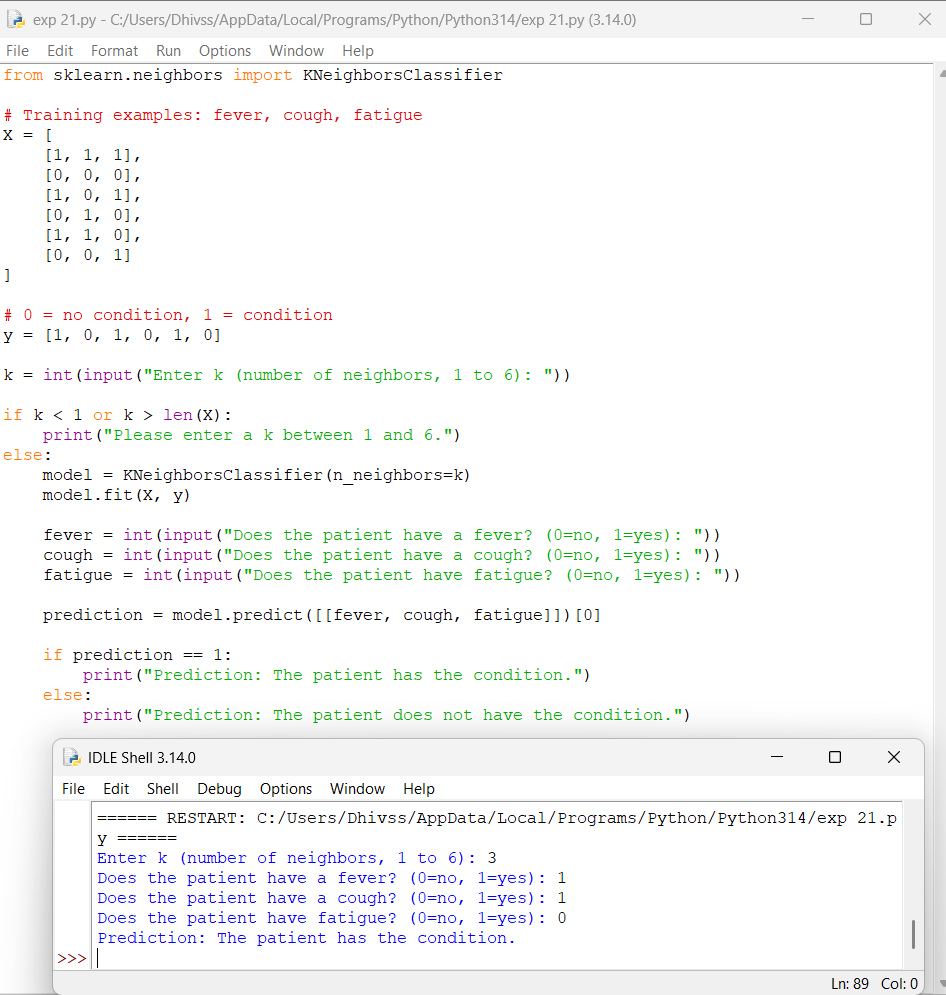 exp 21.py - C:/Users/Dhivss/AppData/Local/Programs/Python/Python314/exp 21.py (3.14.0)
File Edit Format Run Options Window Help
from sklearn.neighbors import KNeighborsClassifier

# Training examples: fever, cough, fatigue
X = [
    [1, 1, 1],
    [0, 0, 0],
    [1, 0, 1],
    [0, 1, 0],
    [1, 1, 0],
    [0, 0, 1]
]

# 0 = no condition, 1 = condition
y = [1, 0, 1, 0, 1, 0]

k = int(input("Enter k (number of neighbors, 1 to 6): "))

if k < 1 or k > len(X):
    print("Please enter a k between 1 and 6.")
else:
    model = KNeighborsClassifier(n_neighbors=k)
    model.fit(X, y)

    fever = int(input("Does the patient have a fever? (0=no, 1=yes): "))
    cough = int(input("Does the patient have a cough? (0=no, 1=yes): "))
    fatigue = int(input("Does the patient have fatigue? (0=no, 1=yes): "))

    prediction = model.predict([[fever, cough, fatigue]])[0]

    if prediction == 1:
        print("Prediction: The patient has the condition.")
    else:
        print("Prediction: The patient does not have the condition.")
IDLE Shell 3.14.0
File Edit Shell Debug Options Window Help
====== RESTART: C:/Users/Dhivss/AppData/Local/Programs/Python/Python314/exp 21.p
y ======
Enter k (number of neighbors, 1 to 6): 3
Does the patient have a fever? (0=no, 1=yes): 1
Does the patient have a cough? (0=no, 1=yes): 1
Does the patient have fatigue? (0=no, 1=yes): 0
Prediction: The patient has the condition.
>>>
Ln: 89 Col: 0